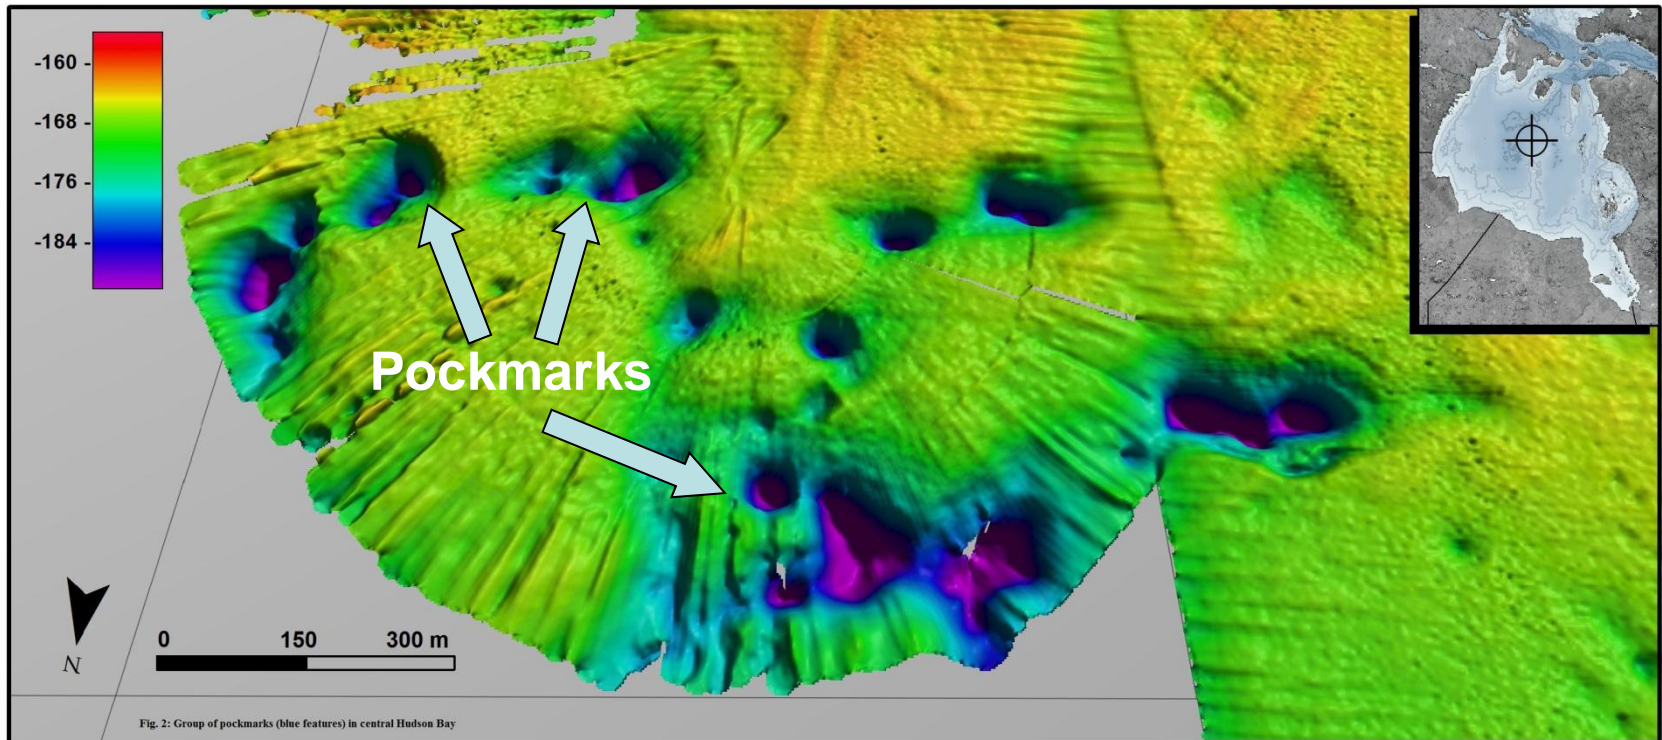 -160 -
-168 -
-176 -
-184 -
Pockmarks
0 150 300 m
N
Fig. 2: Group of pockmarks (blue features) in central Hudson Bay